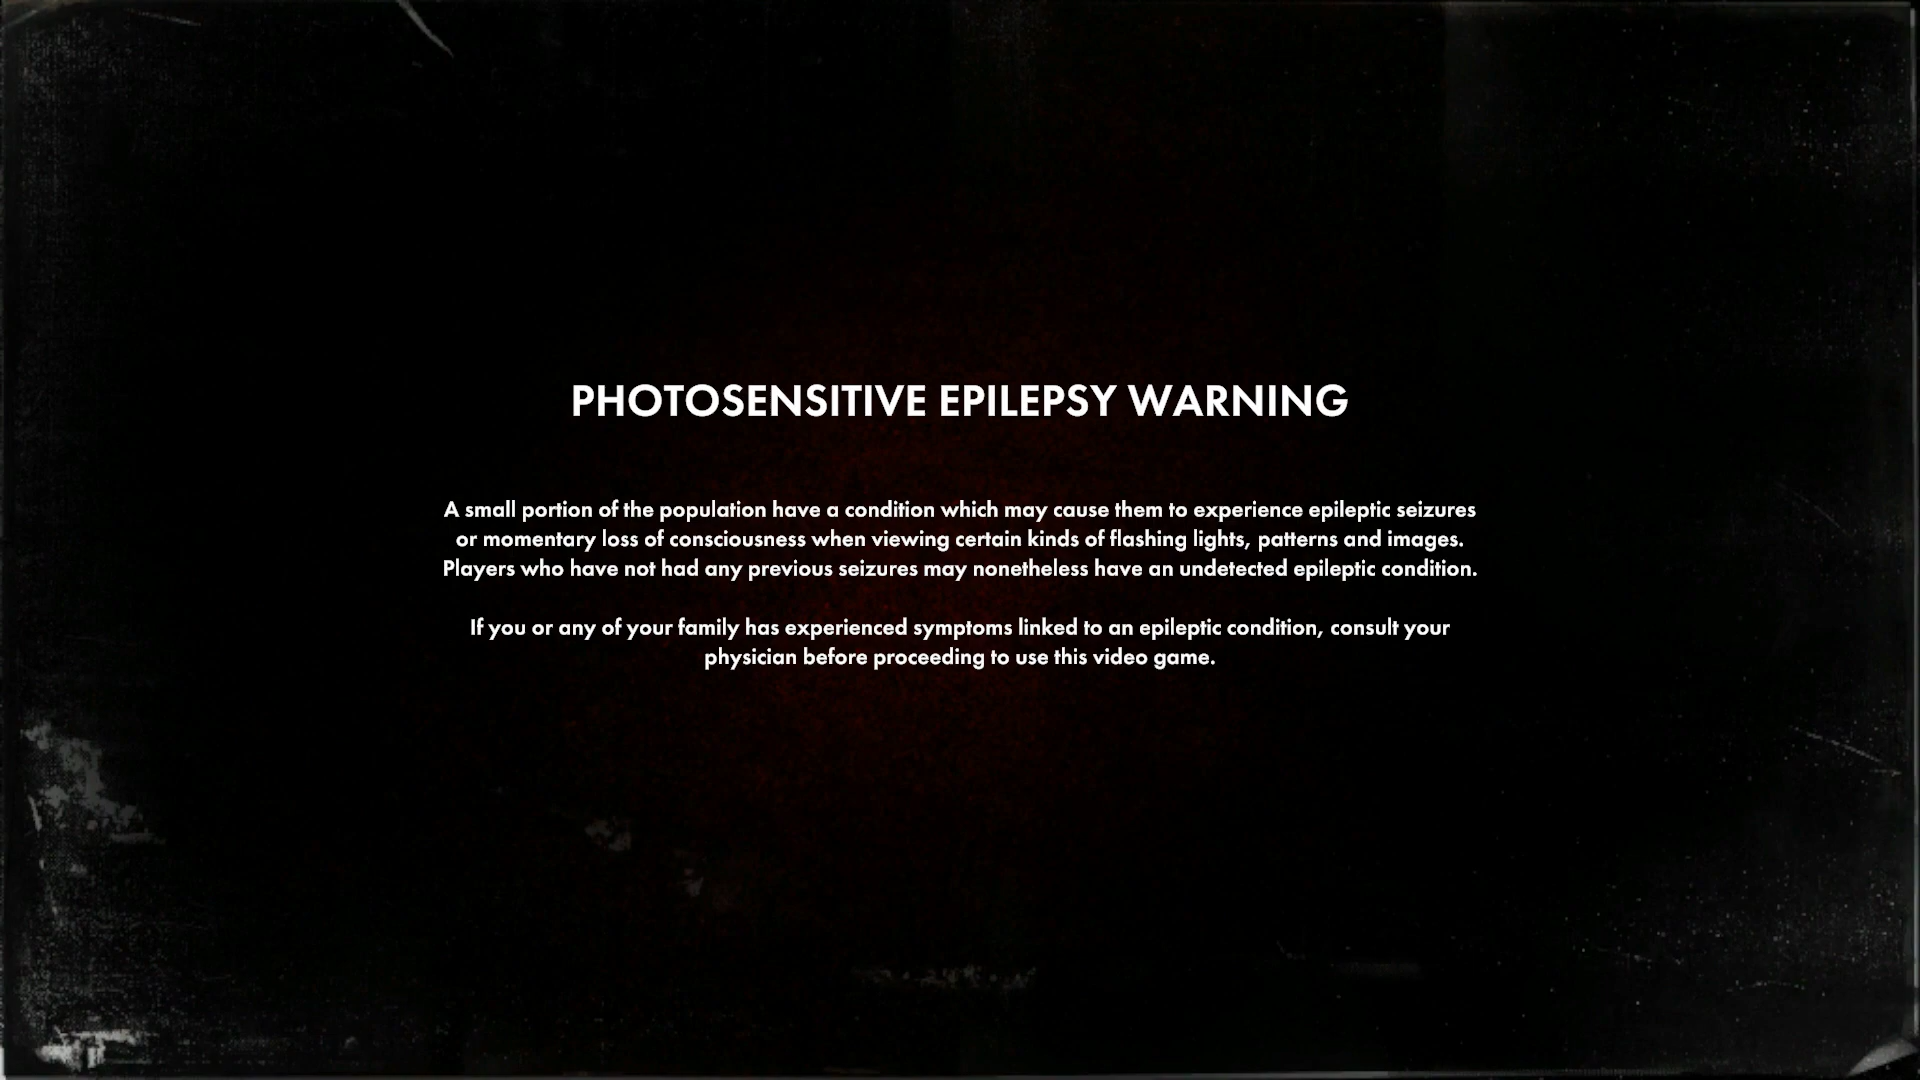 PHOTOSENSITIVE EPILEPSY WARNING
A small portion of the population have a condition which may cause them to experience epileptic seizures
or momentary loss of consciousness when viewing certain kinds of flashing lights, patterns and images.
Players who have not had any previous seizures may nonetheless have an undetected epileptic condition.
If you or any of your family has experienced symptoms linked to an epileptic condition, consult your
physician before proceeding to use this video game.